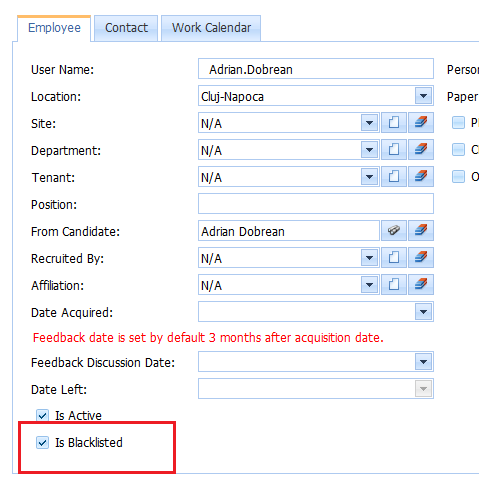 Employee Contact Work Calendar
User Name: Adrian.Dobrean Person
Location: Cluj-Napoca Paper
Site: N/A
Department: N/A
Tenant: N/A
Position:
From Candidate: Adrian Dobrean
Recruited By: N/A
Affiliation: N/A
Date Acquired:
Feedback date is set by default 3 months after acquisition date.
Feedback Discussion Date:
Date Left:
Is Active
Is Blacklisted